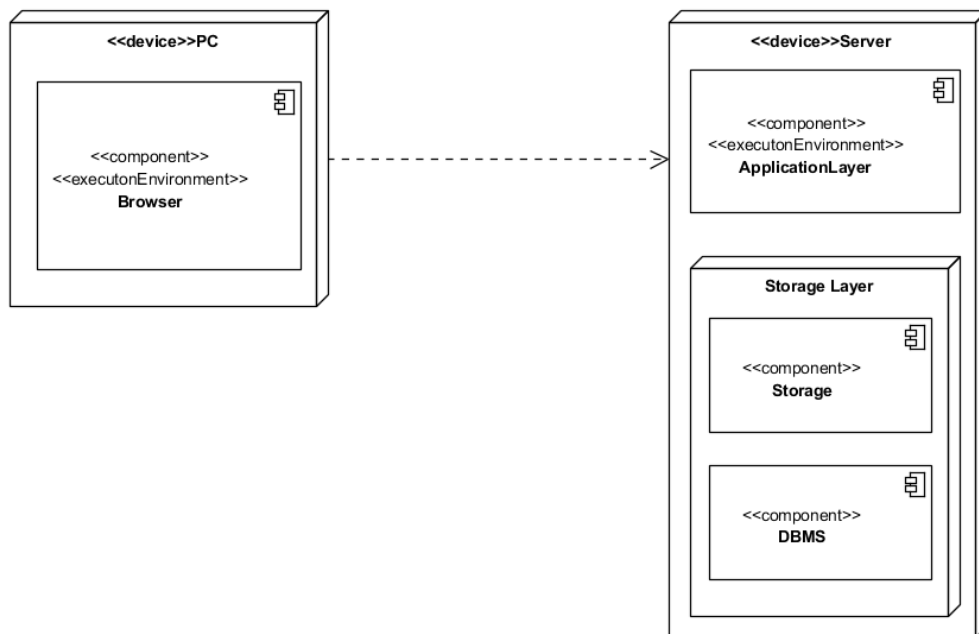 <<device>>PC
<<component>>
<<executonEnvironment>>
Browser
<<device>>Server
<<component>>
<<executonEnvironment>>
ApplicationLayer
Storage Layer
<<component>>
Storage
<<component>>
DBMS